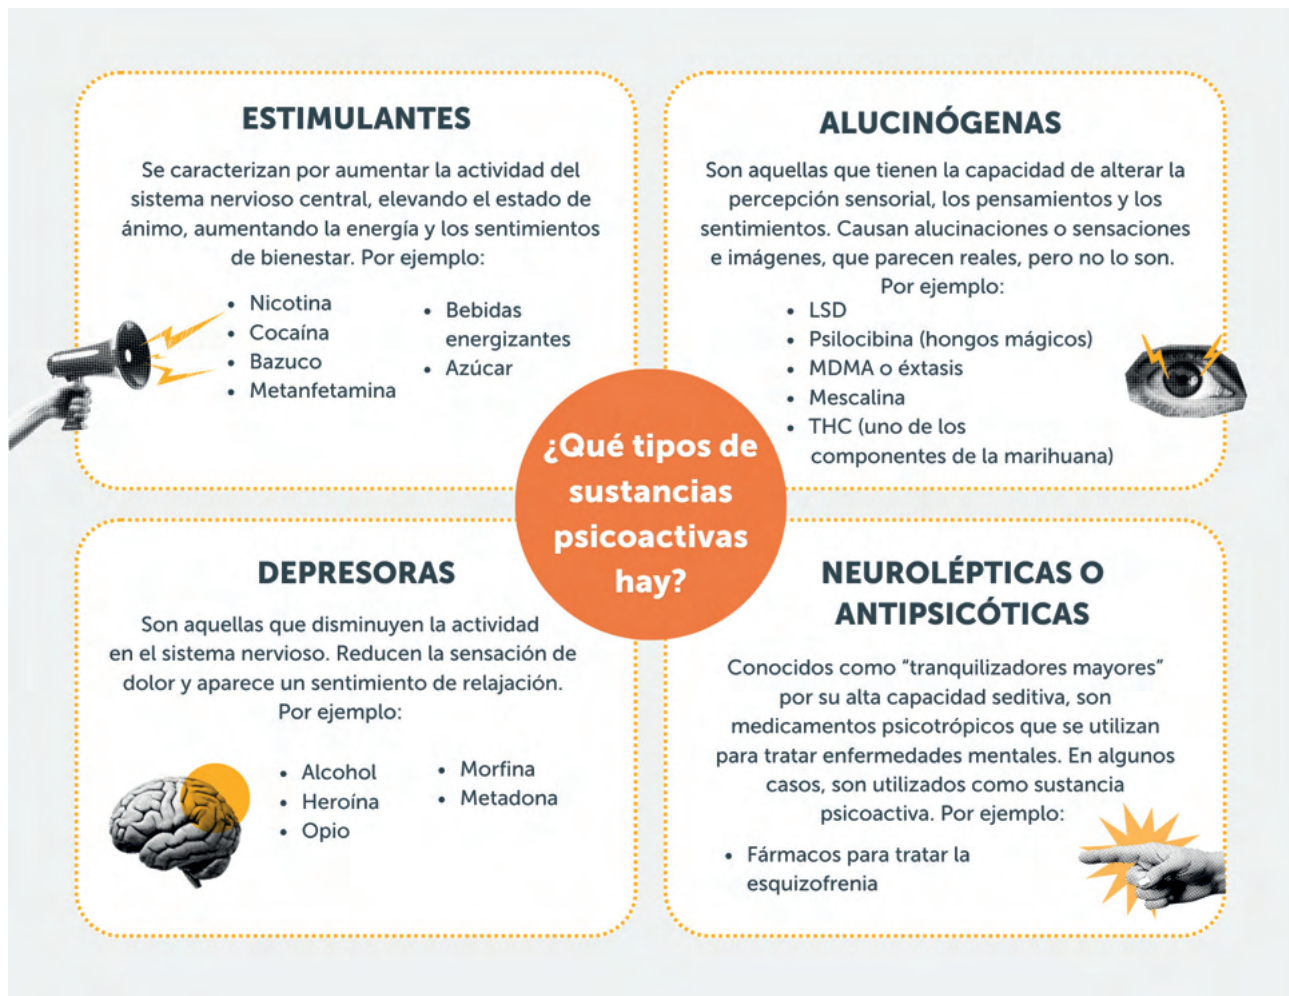 ESTIMULANTES
Se caracterizan por aumentar la actividad del
sistema nervioso central, elevando el estado de
ánimo, aumentando la energía y los sentimientos
de bienestar. Por ejemplo:
• Nicotina
• Cocaína
• Bazuco
• Metanfetamina
• Bebidas
energizantes
• Azúcar
ALUCINÓGENAS
Son aquellas que tienen la capacidad de alterar la
percepción sensorial, los pensamientos y los
sentimientos. Causan alucinaciones o sensaciones
e imágenes, que parecen reales, pero no lo son.
Por ejemplo:
• LSD
• Psilocibina (hongos mágicos)
• MDMA o éxtasis
• Mescalina
• THC (uno de los
componentes de la marihuana)
¿Qué tipos de
sustancias
psicoactivas
hay?
DEPRESORAS
Son aquellas que disminuyen la actividad
en el sistema nervioso. Reducen la sensación de
dolor y aparece un sentimiento de relajación.
Por ejemplo:
• Alcohol
• Heroína
• Opio
• Morfina
• Metadona
NEUROLÉPTICAS O
ANTIPSICÓTICAS
Conocidos como “tranquilizadores mayores”
por su alta capacidad seditiva, son
medicamentos psicotrópicos que se utilizan
para tratar enfermedades mentales. En algunos
casos, son utilizados como sustancia
psicoactiva. Por ejemplo:
• Fármacos para tratar la
esquizofrenia